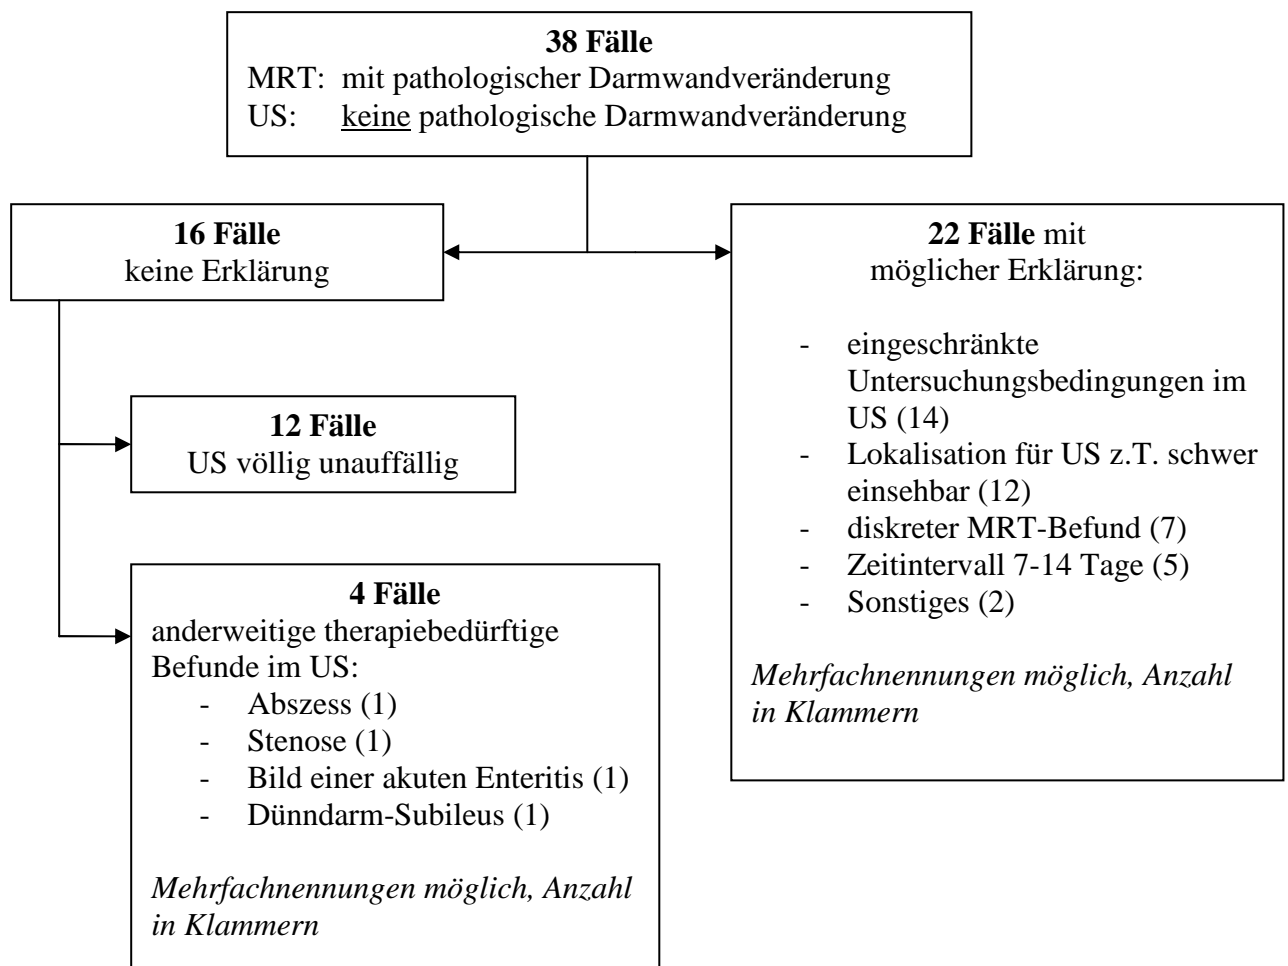 38 Fälle
MRT: mit pathologischer Darmwandveränderung
US: keine pathologische Darmwandveränderung
16 Fälle
keine Erklärung
22 Fälle mit
möglicher Erklärung:
- eingeschränkte
Untersuchungsbedingungen im
US (14)
- Lokalisation für US z.T. schwer
einsehbar (12)
- diskreter MRT-Befund (7)
- Zeitintervall 7-14 Tage (5)
- Sonstiges (2)
Mehrfachnennungen möglich, Anzahl
in Klammern
12 Fälle
US völlig unauffällig
4 Fälle
anderweitige therapiebedürftige
Befunde im US:
- Abszess (1)
- Stenose (1)
- Bild einer akuten Enteritis (1)
- Dünndarm-Subileus (1)
Mehrfachnennungen möglich, Anzahl
in Klammern